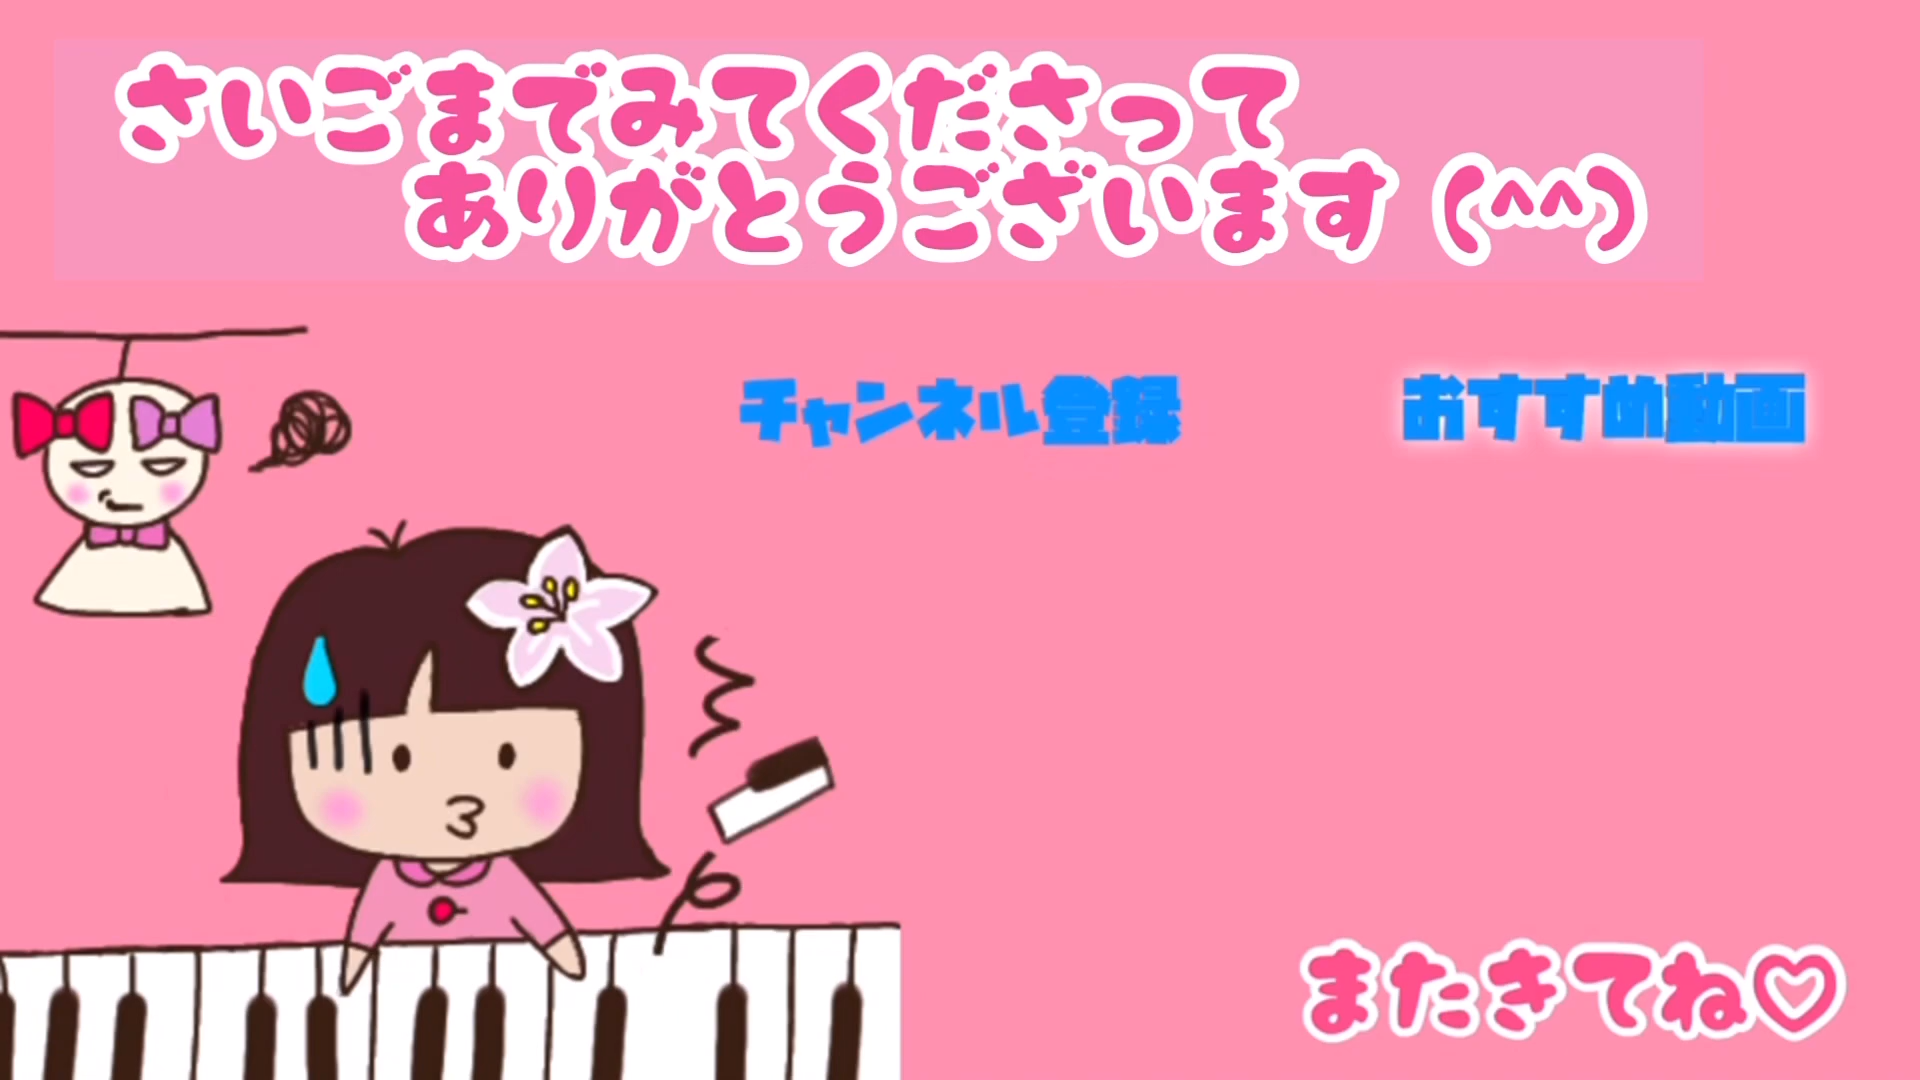 さいごまでみてくださって
ありがとうございます (^^)
チャンネル登録
おすすめ動画
またきてね♡